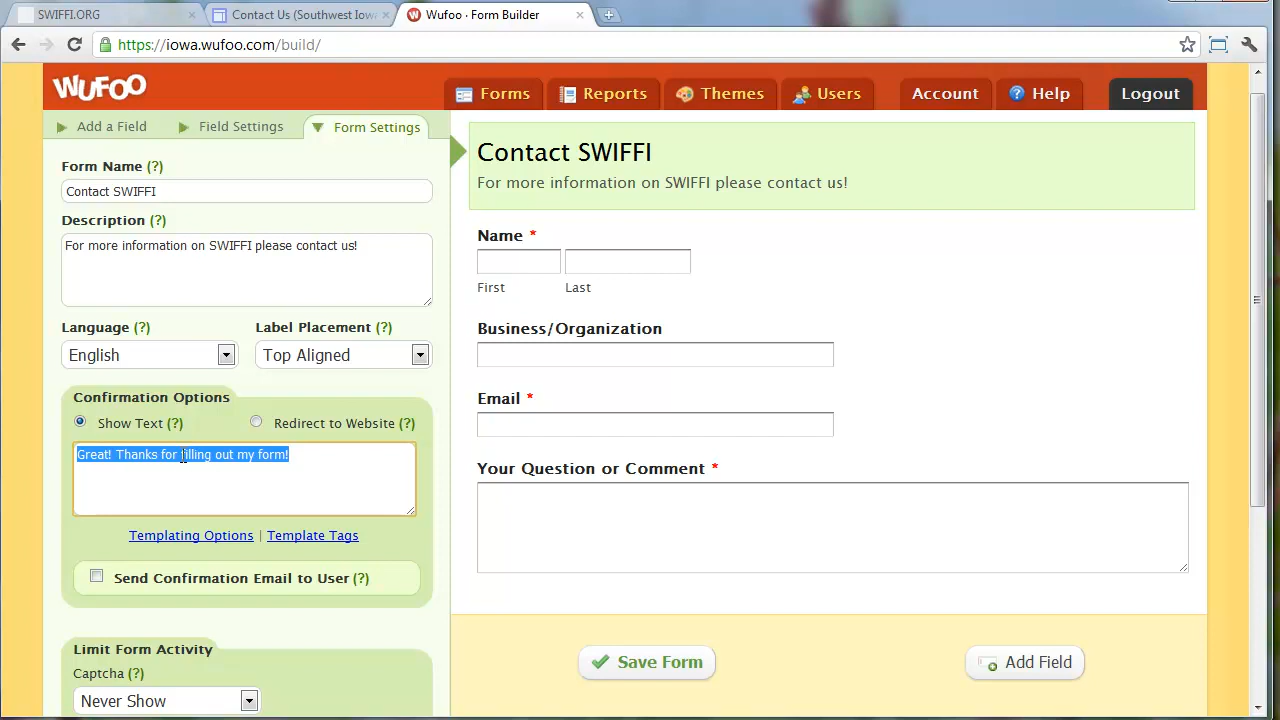 SWIFFI.ORG
Contact Us (Southwest Iow
Wufoo · Form Builder
https://iowa.wufoo.com/build/
WUFOO
Forms
Reports
Themes
Users
Account
Help
Logout
Add a Field
Field Settings
Form Settings
Form Name (?)
Contact SWIFFI
Description (?)
For more information on SWIFFI please contact us!
Language (?)
Label Placement (?)
English
Top Aligned
Confirmation Options
Show Text (?)
Redirect to Website (?)
Great! Thanks for filling out my form!
Templating Options | Template Tags
Send Confirmation Email to User (?)
Limit Form Activity
Captcha (?)
Never Show
Contact SWIFFI
For more information on SWIFFI please contact us!
Name *
First
Last
Business/Organization
Email *
Your Question or Comment *
Save Form
Add Field